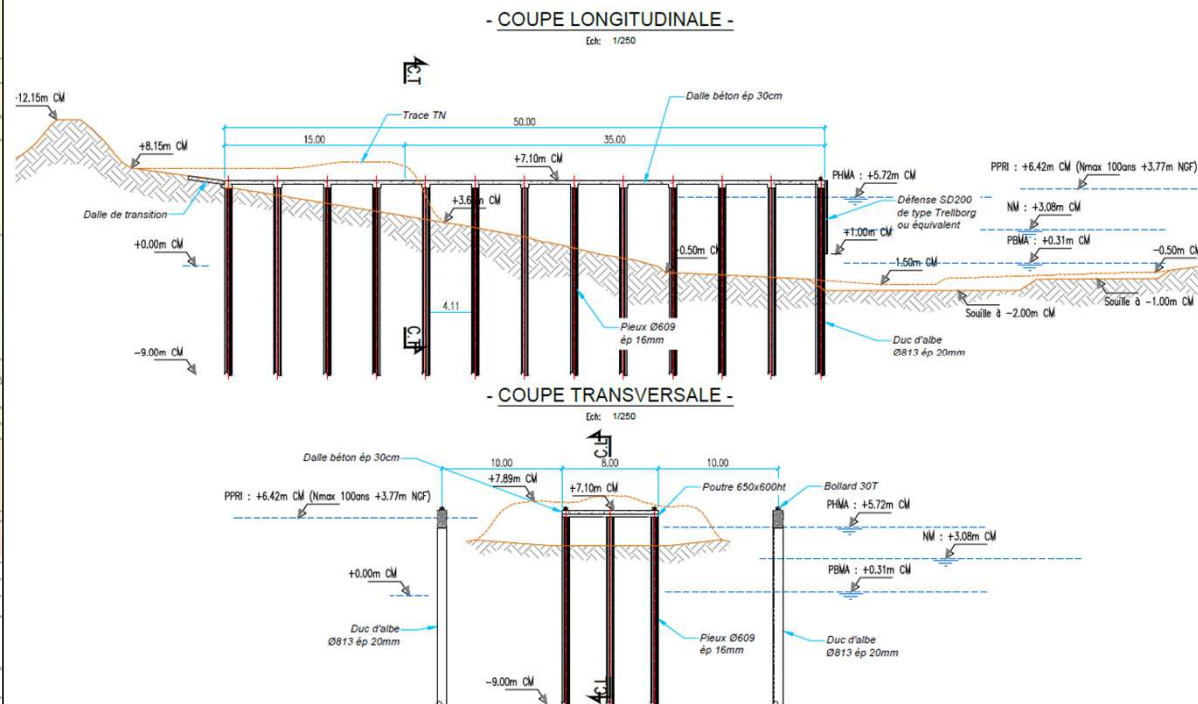 - COUPE LONGITUDINALE -
Ech: 1/250
C.T
-12.15m CM
Trace TN
Dalle béton ép 30cm
50.00
15.00
35.00
+8.15m CM
+7.10m CM
PHMA : +5.72m CM
PPRI : +6.42m CM (Nmax 100ans +3.77m NGF)
Dalle de transition
Défense SD200
de type Trellborg
ou équivalent
NM : +3.08m CM
+0.00m CM
+1.00m CM
PBMA : +0.31m CM
-0.50m CM
-1.50m CM
-0.50m CM
4.11
Souille à -2.00m CM
Souille à -1.00m CM
Pieux Ø609
ép 16mm
C.T
Duc d'albe
Ø813 ép 20mm
-9.00m CM
- COUPE TRANSVERSALE -
Ech: 1/250
C.L
Dalle béton ép 30cm
10.00
8.00
10.00
+7.89m CM
+7.10m CM
Poutre 650x600ht
Bollard 30T
PPRI : +6.42m CM (Nmax 100ans +3.77m NGF)
PHMA : +5.72m CM
NM : +3.08m CM
+0.00m CM
PBMA : +0.31m CM
Duc d'albe
Ø813 ép 20mm
Pieux Ø609
ép 16mm
Duc d'albe
Ø813 ép 20mm
-9.00m CM
C.L